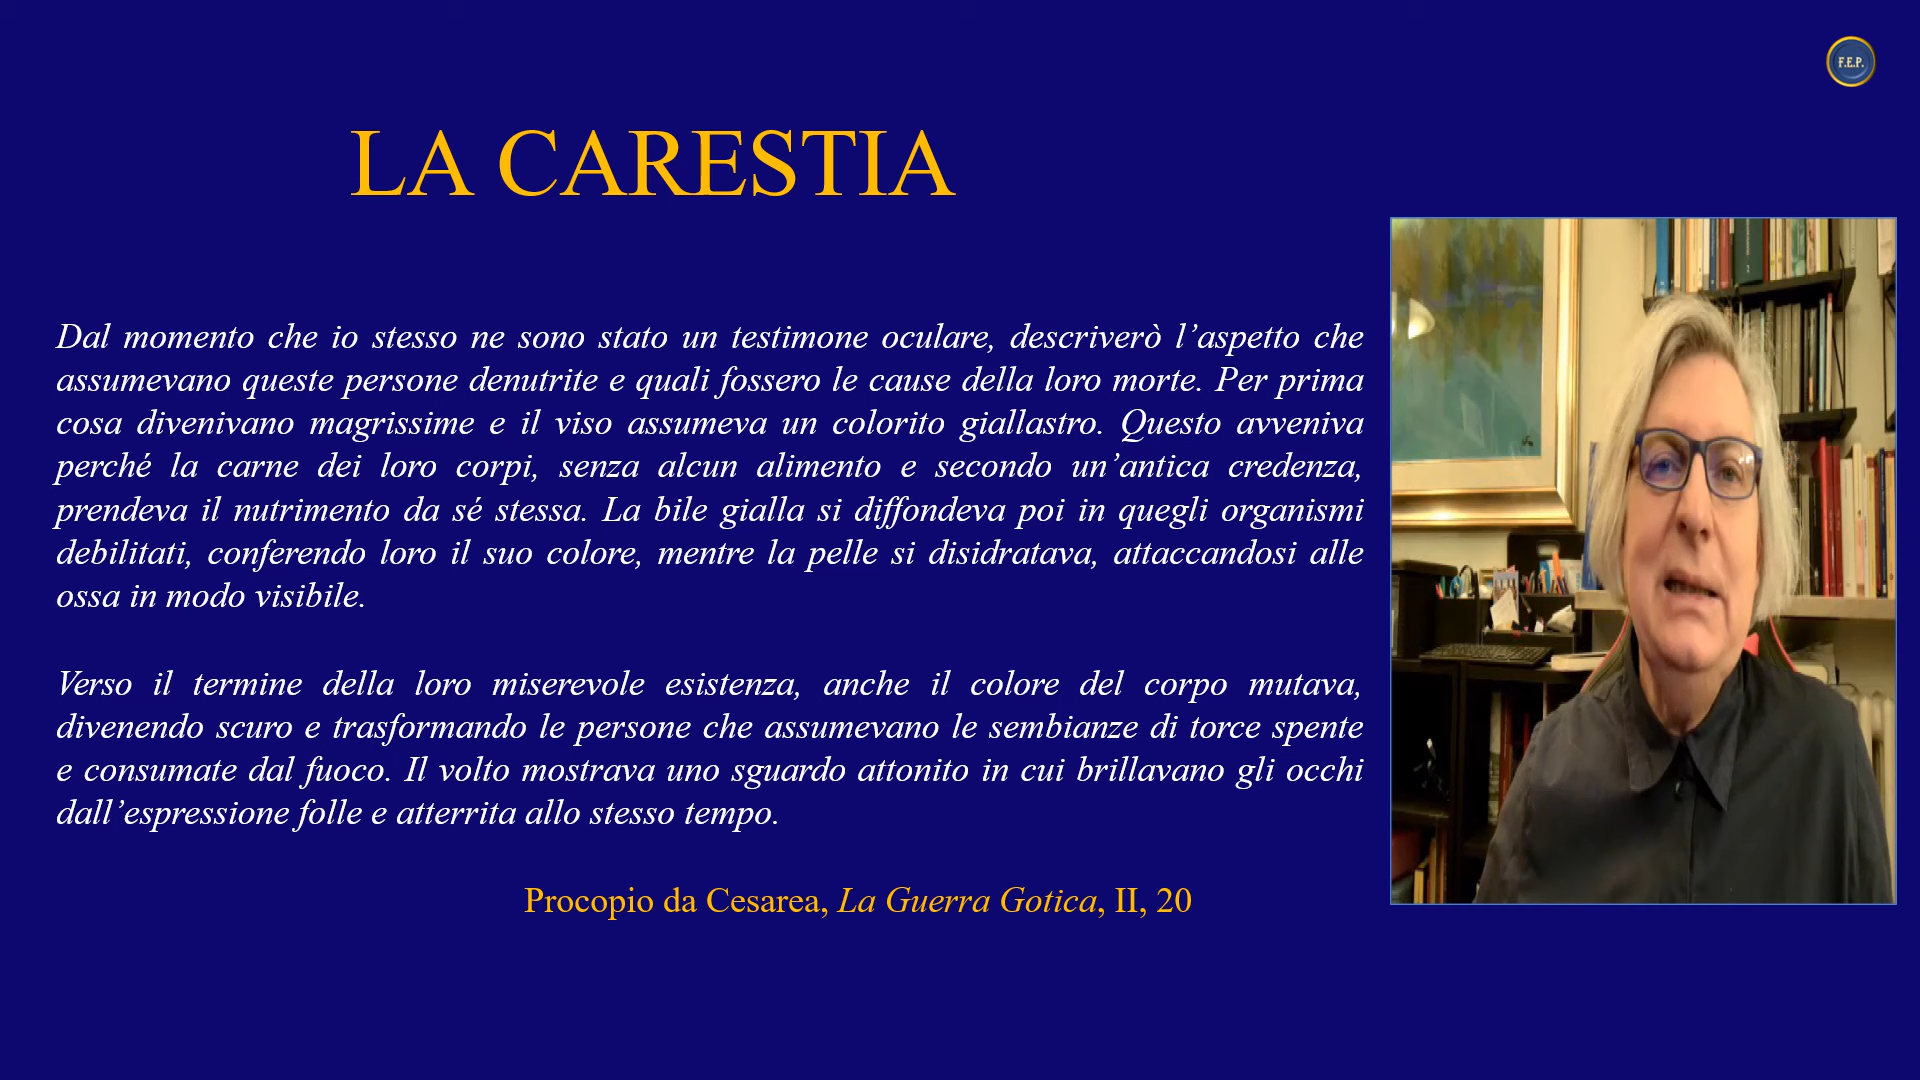 F.E.P.
LA CARESTIA
Dal momento che io stesso ne sono stato un testimone oculare, descriverò l’aspetto che
assumevano queste persone denutrite e quali fossero le cause della loro morte. Per prima
cosa divenivano magrissime e il viso assumeva un colorito giallastro. Questo avveniva
perché la carne dei loro corpi, senza alcun alimento e secondo un’antica credenza,
prendeva il nutrimento da sé stessa. La bile gialla si diffondeva poi in quegli organismi
debilitati, conferendo loro il suo colore, mentre la pelle si disidratava, attaccandosi alle
ossa in modo visibile.
Verso il termine della loro miserevole esistenza, anche il colore del corpo mutava,
divenendo scuro e trasformando le persone che assumevano le sembianze di torce spente
e consumate dal fuoco. Il volto mostrava uno sguardo attonito in cui brillavano gli occhi
dall’espressione folle e atterrita allo stesso tempo.
Procopio da Cesarea, La Guerra Gotica, II, 20